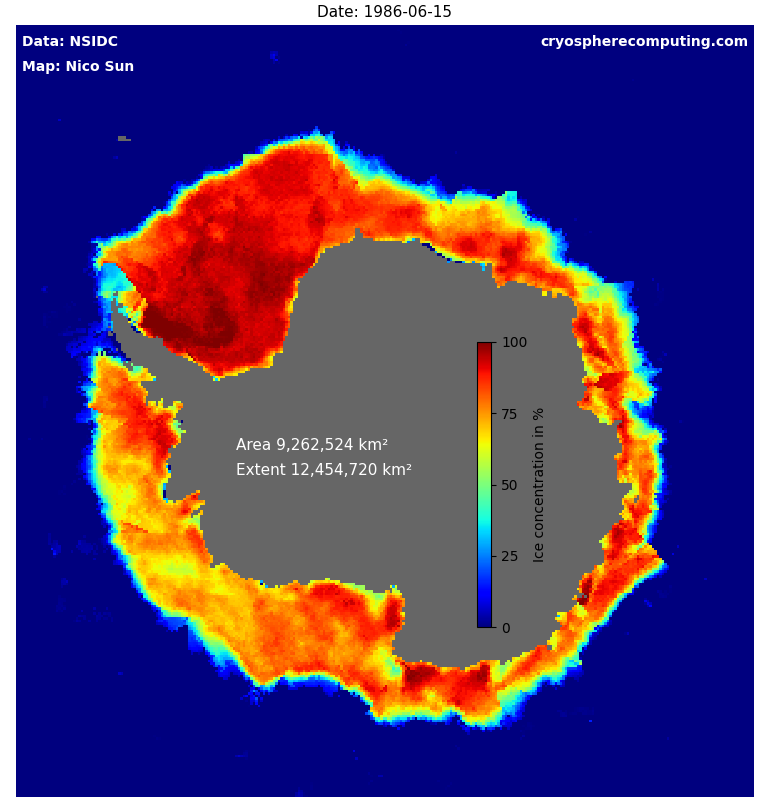 Date: 1986-06-15
Data: NSIDC
cryospherecomputing.com
Map: Nico Sun
100
75
50
25
0
Ice concentration in %
Area 9,262,524 km²
Extent 12,454,720 km²